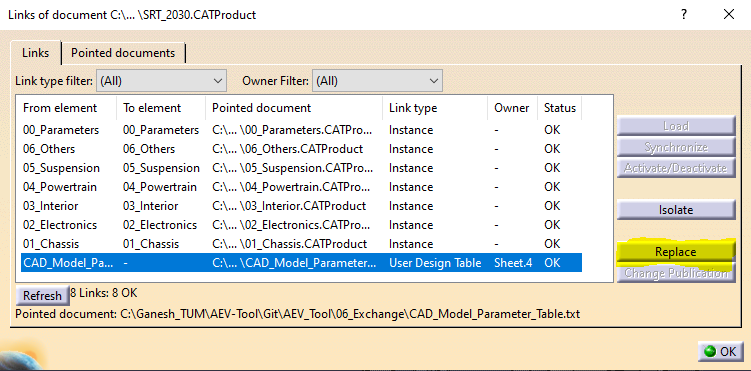 Links of document C:\... \SRT_2030.CATProduct ? ×
Links Pointed documents
Link type filter: (All) Owner Filter: (All)
From element To element Pointed document Link type Owner Status
00_Parameters 00_Parameters C:\... \00_Parameters.CATPro... Instance - OK
06_Others 06_Others C:\... \06_Others.CATProduct Instance - OK
05_Suspension 05_Suspension C:\... \05_Suspension.CATPro... Instance - OK
04_Powertrain 04_Powertrain C:\... \04_Powertrain.CATPro... Instance - OK
03_Interior 03_Interior C:\... \03_Interior.CATProduct Instance - OK
02_Electronics 02_Electronics C:\... \02_Electronics.CATPro... Instance - OK
01_Chassis 01_Chassis C:\... \01_Chassis.CATProduct Instance - OK
CAD_Model_Pa... - C:\... \CAD_Model_Parameter... User Design Table Sheet.4 OK
Load
Synchronize
Activate/Deactivate
Isolate
Replace
Change Publication
Refresh 8 Links: 8 OK
Pointed document: C:\Ganesh_TUM\AEV-Tool\Git\AEV_Tool\06_Exchange\CAD_Model_Parameter_Table.txt
OK